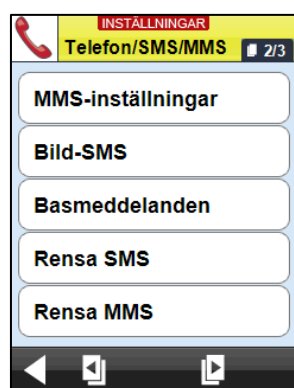 INSTÄLLNINGAR
Telefon/SMS/MMS 2/3
MMS-inställningar
Bild-SMS
Basmeddelanden
Rensa SMS
Rensa MMS